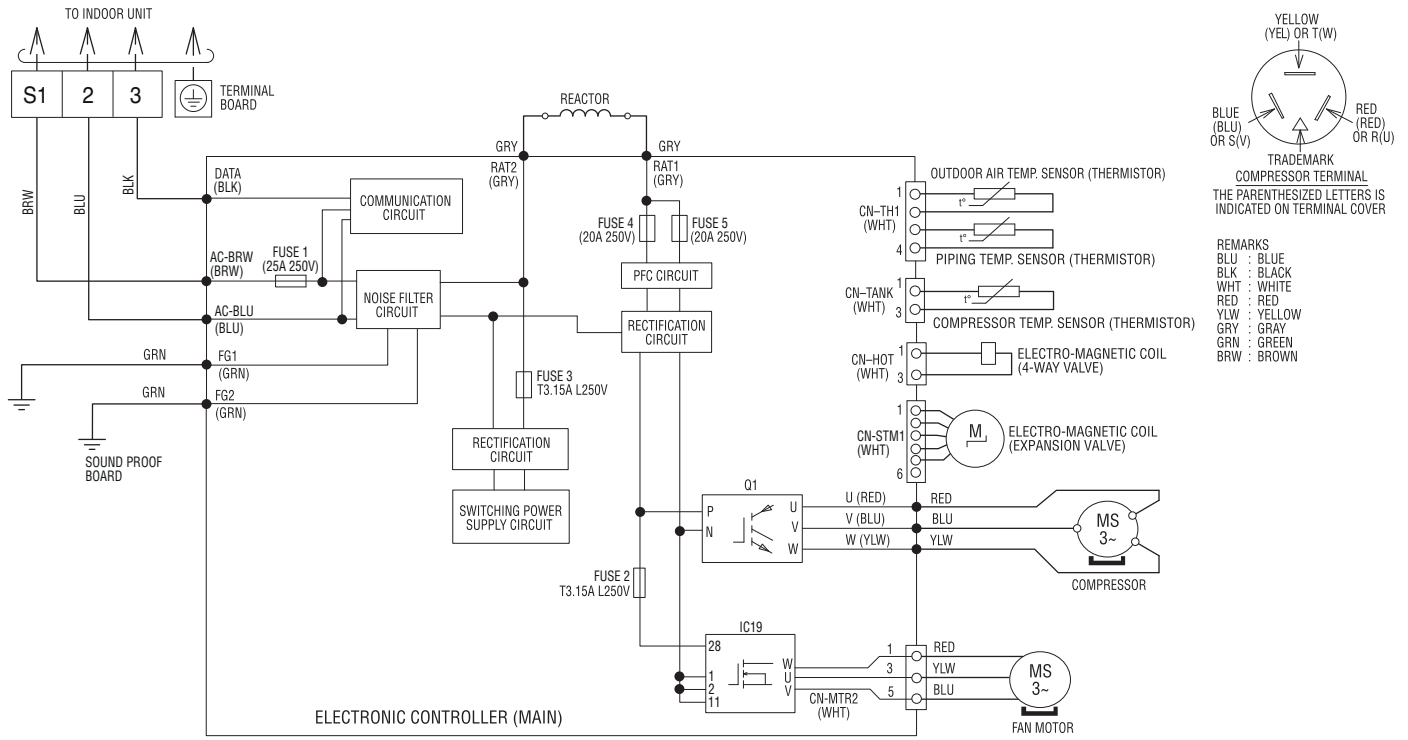 TO INDOOR UNIT
S1
2
3
TERMINAL
BOARD
BRW
BLU
BLK
DATA
(BLK)
COMMUNICATION
CIRCUIT
AC-BRW
(BRW)
FUSE 1
(25A 250V)
NOISE FILTER
CIRCUIT
AC-BLU
(BLU)
GRN
FG1
(GRN)
GRN
FG2
(GRN)
SOUND PROOF
BOARD
REACTOR
GRY
RAT2
(GRY)
GRY
RAT1
(GRY)
FUSE 4
(20A 250V)
FUSE 5
(20A 250V)
PFC CIRCUIT
RECTIFICATION
CIRCUIT
FUSE 3
T3.15A L250V
RECTIFICATION
CIRCUIT
SWITCHING POWER
SUPPLY CIRCUIT
FUSE 2
T3.15A L250V
Q1
P
N
U
V
W
U (RED)
V (BLU)
W (YLW)
RED
BLU
YLW
MS
3~
COMPRESSOR
IC19
28
1
2
11
W
U
V
CN-MTR2
(WHT)
1
3
5
RED
YLW
BLU
MS
3~
FAN MOTOR
ELECTRONIC CONTROLLER (MAIN)
OUTDOOR AIR TEMP. SENSOR (THERMISTOR)
1
CN–TH1
(WHT)
4
t°
t°
PIPING TEMP. SENSOR (THERMISTOR)
1
CN–TANK
(WHT)
3
t°
COMPRESSOR TEMP. SENSOR (THERMISTOR)
1
CN–HOT
(WHT)
3
ELECTRO-MAGNETIC COIL
(4-WAY VALVE)
1
CN-STM1
(WHT)
6
M
ELECTRO-MAGNETIC COIL
(EXPANSION VALVE)
YELLOW
(YEL) OR T(W)
BLUE
(BLU)
OR S(V)
RED
(RED)
OR R(U)
TRADEMARK
COMPRESSOR TERMINAL
THE PARENTHESIZED LETTERS IS
INDICATED ON TERMINAL COVER
REMARKS
BLU : BLUE
BLK : BLACK
WHT : WHITE
RED : RED
YLW : YELLOW
GRY : GRAY
GRN : GREEN
BRW : BROWN